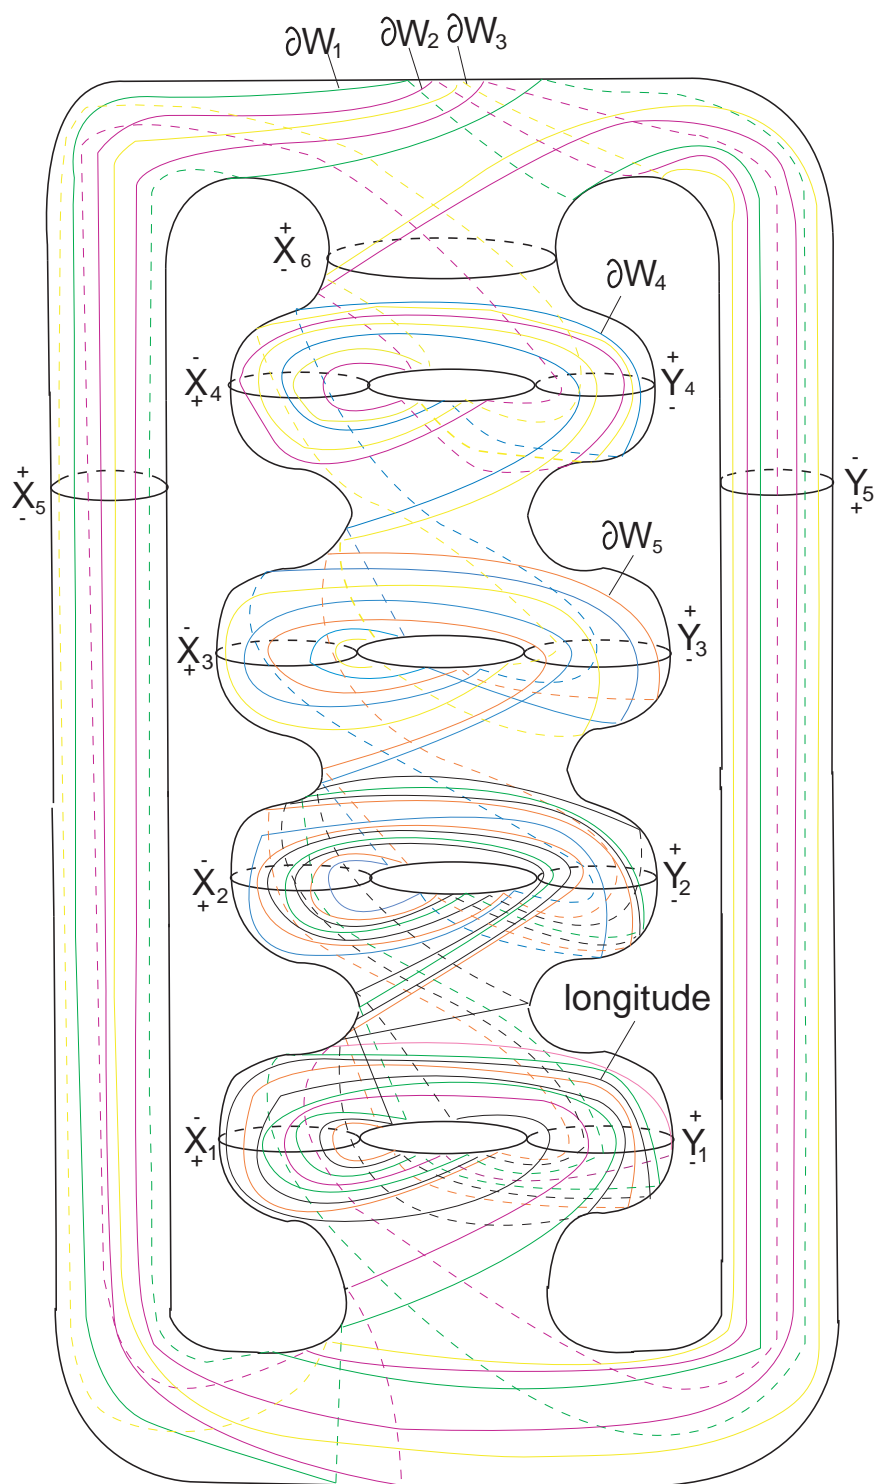 ∂W₁ ∂W₂ ∂W₃
+
X₆
-
∂W₄
- +
X₄ Y₄
+ -
+ -
X₅ Y₅
- +
∂W₅
- +
X₃ Y₃
+ -
- +
X₂ Y₂
+ -
longitude
- +
X₁ Y₁
+ -